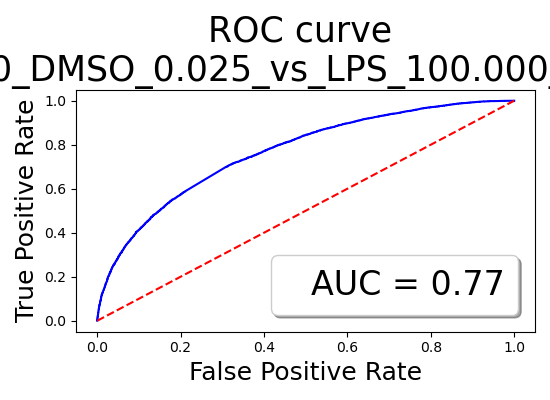 ROC curve
0_DMSO_0.025_vs_LPS_100.000_
True Positive Rate
1.0
0.8
0.6
0.4
0.2
0.0
AUC = 0.77
0.0 0.2 0.4 0.6 0.8 1.0
False Positive Rate